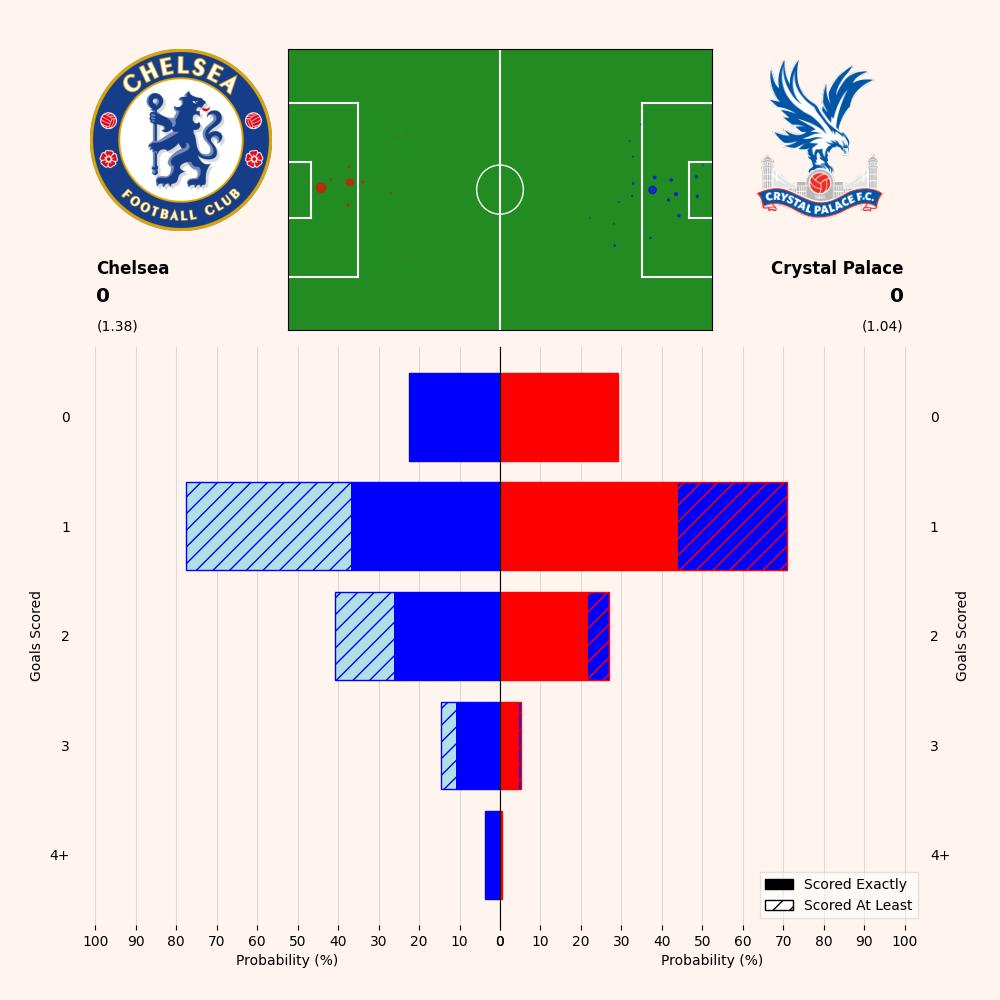 CHELSEA
FOOTBALL CLUB
CRYSTAL PALACE F.C.
Chelsea
0
(1.38)
Crystal Palace
0
(1.04)
Goals Scored
0
1
2
3
4+
0
1
2
3
4+
Goals Scored
Scored Exactly
Scored At Least
100 90 80 70 60 50 40 30 20 10 0
0 10 20 30 40 50 60 70 80 90 100
Probability (%)
Probability (%)